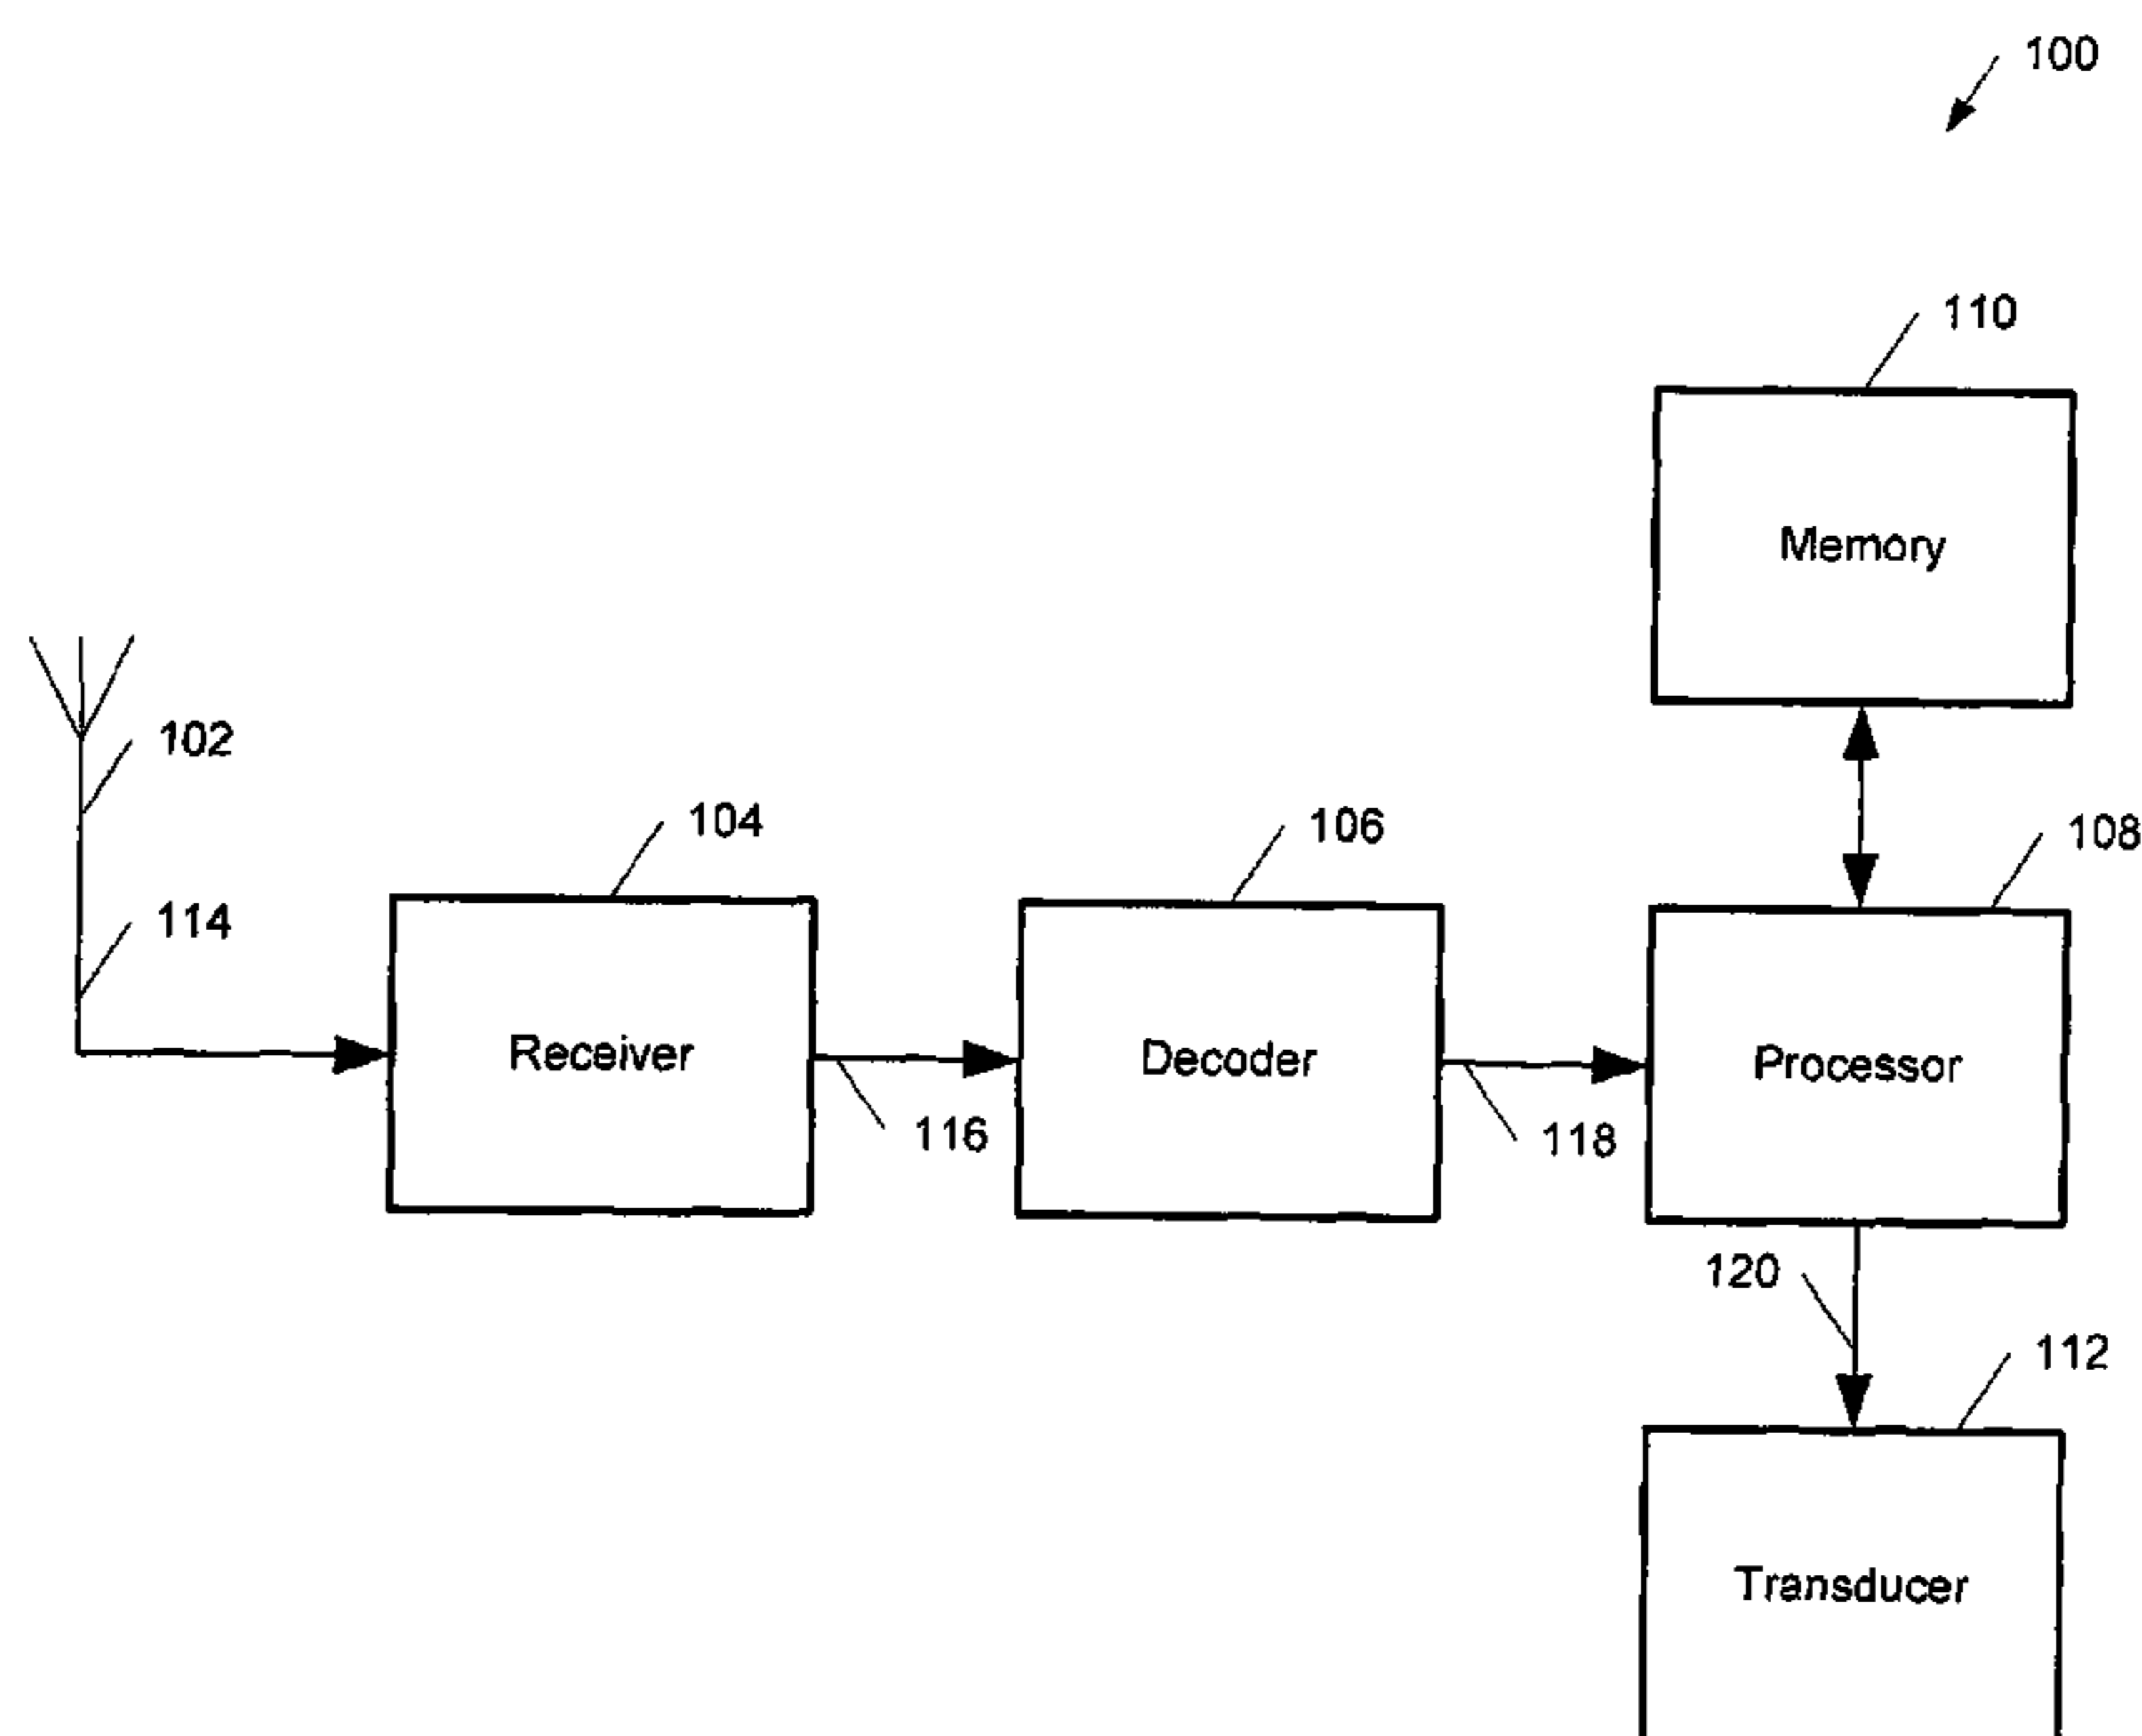 100
110
Memory
102
104
106
108
114
Receiver
Decoder
Processor
116
118
120
112
Transducer